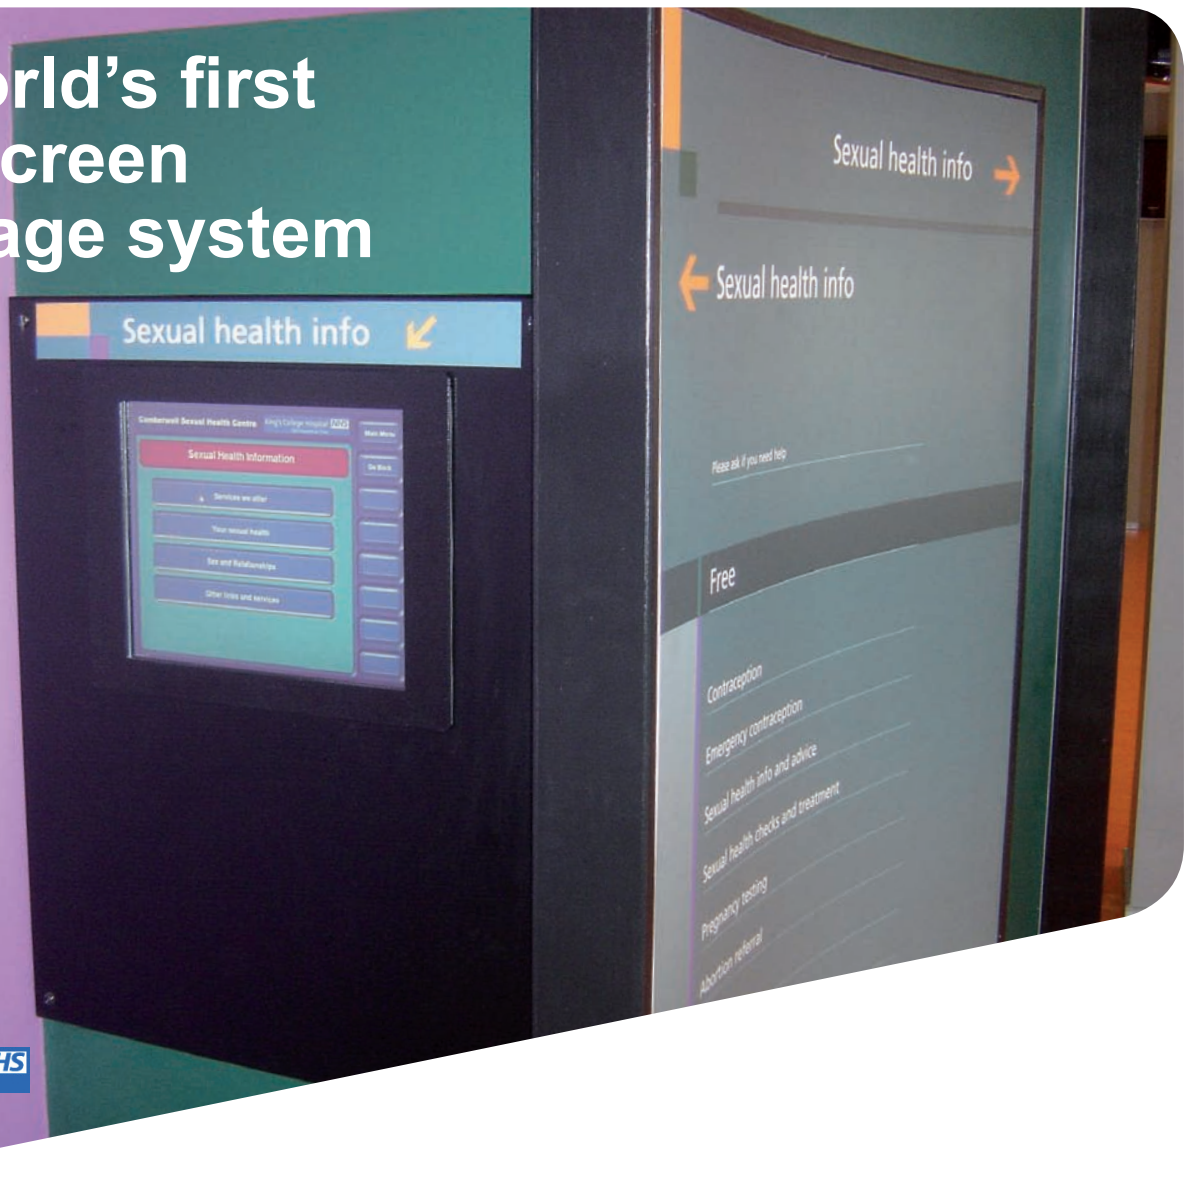 orld’s first
creen
age system
Sexual health info
Camberwell Sexual Health Centre
King's College Hospital NHS
Main Menu
Sexual Health Information
Go Back
Services we offer
Your sexual health
Sex and Relationships
Other links and services
Sexual health info
Sexual health info
Please ask if you need help
Free
Contraception
Emergency contraception
Sexual health info and advice
Sexual health checks and treatment
Pregnancy testing
Abortion referral
HS